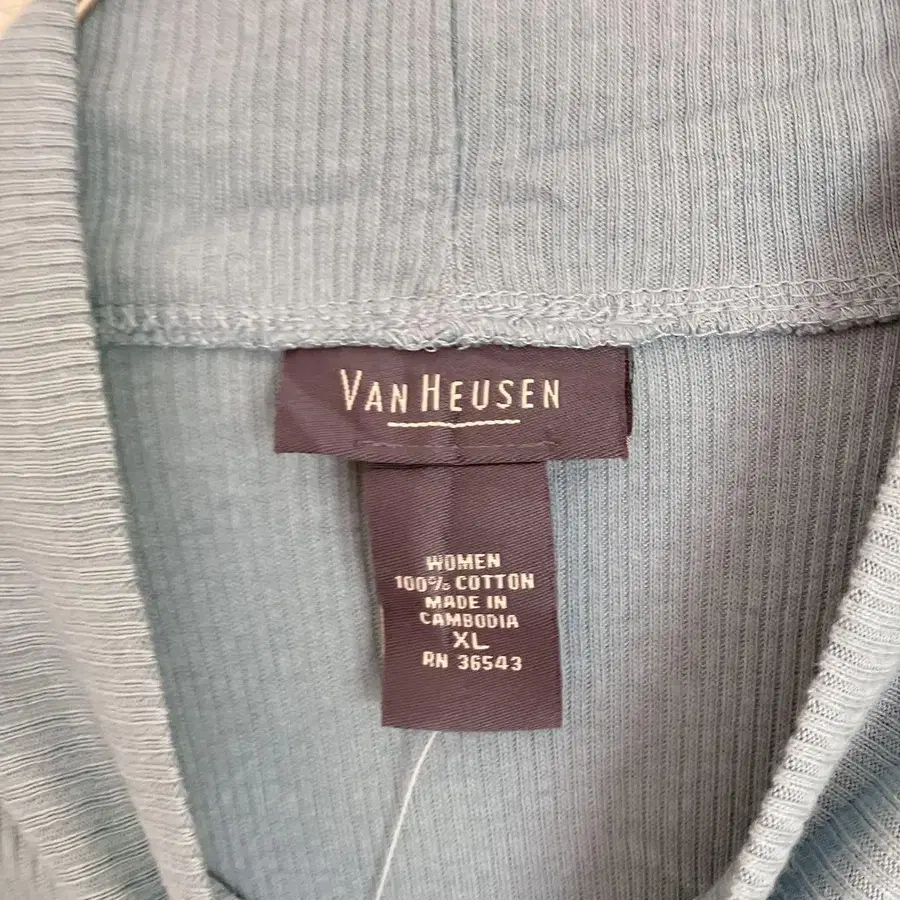 VAN HEUSEN
WOMEN
100% COTTON
MADE IN
CAMBODIA
XL
RN 36543